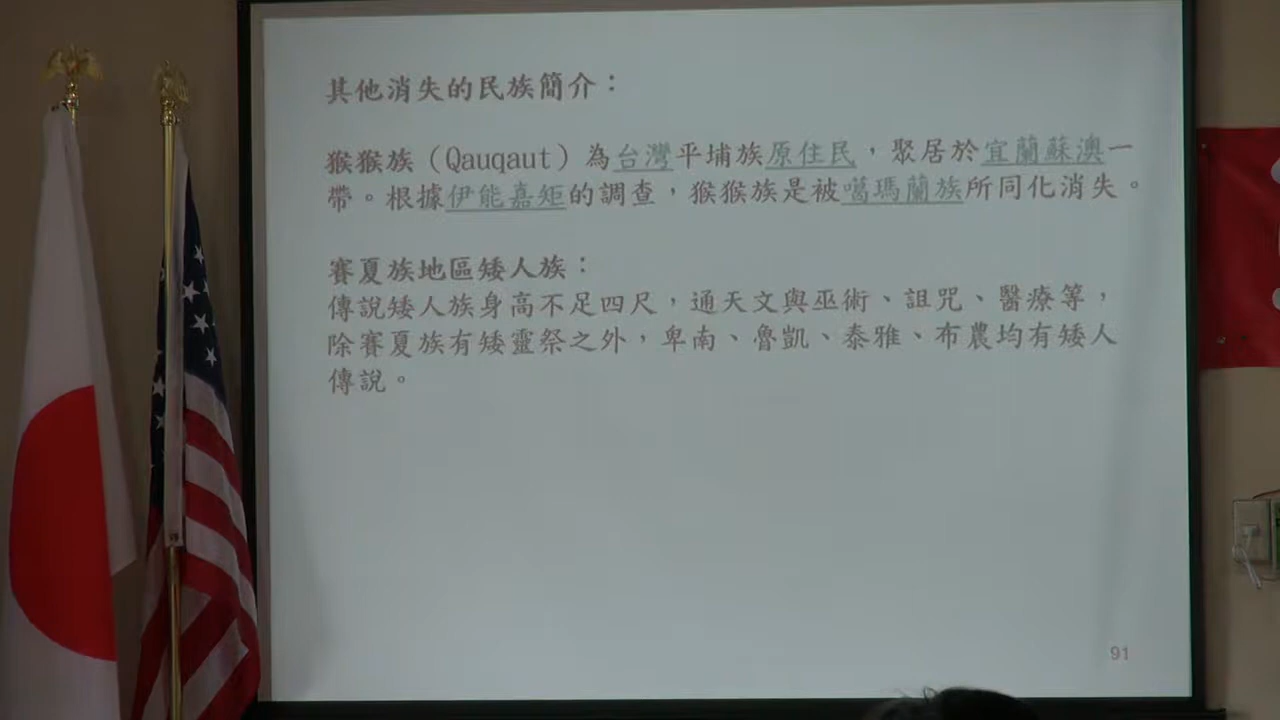 其他消失的民族簡介：
猴猴族（Qauqaut）為台灣平埔族原住民，聚居於宜蘭蘇澳一
帶。根據伊能嘉矩的調查，猴猴族是被噶瑪蘭族所同化消失。
賽夏族地區矮人族：
傳說矮人族身高不足四尺，通天文與巫術、詛咒、醫療等，
除賽夏族有矮靈祭之外，卑南、魯凱、泰雅、布農均有矮人
傳說。
91